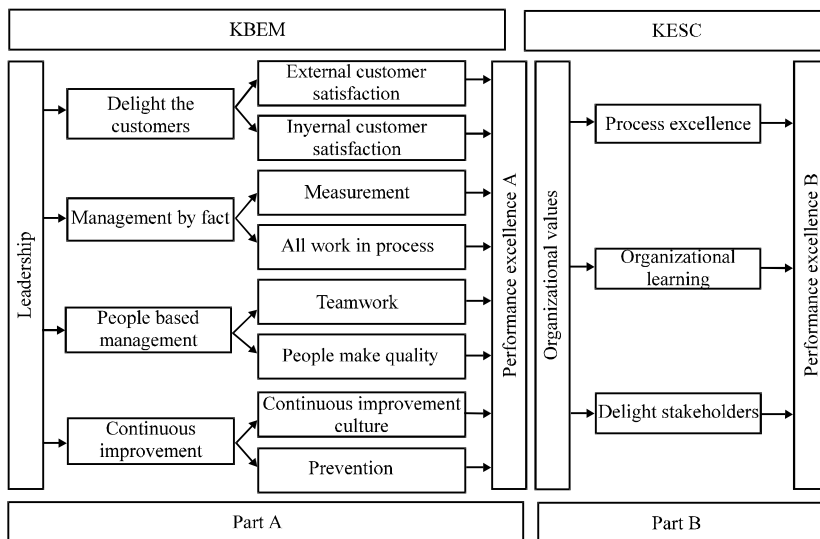 KBEM
KESC
Leadership
Delight the
customers
External customer
satisfaction
Inyernal customer
satisfaction
Management by fact
Measurement
All work in process
People based
management
Teamwork
People make quality
Continuous
improvement
Continuous improvement
culture
Prevention
Performance excellence A
Organizational values
Process excellence
Organizational
learning
Delight stakeholders
Performance excellence B
Part A
Part B